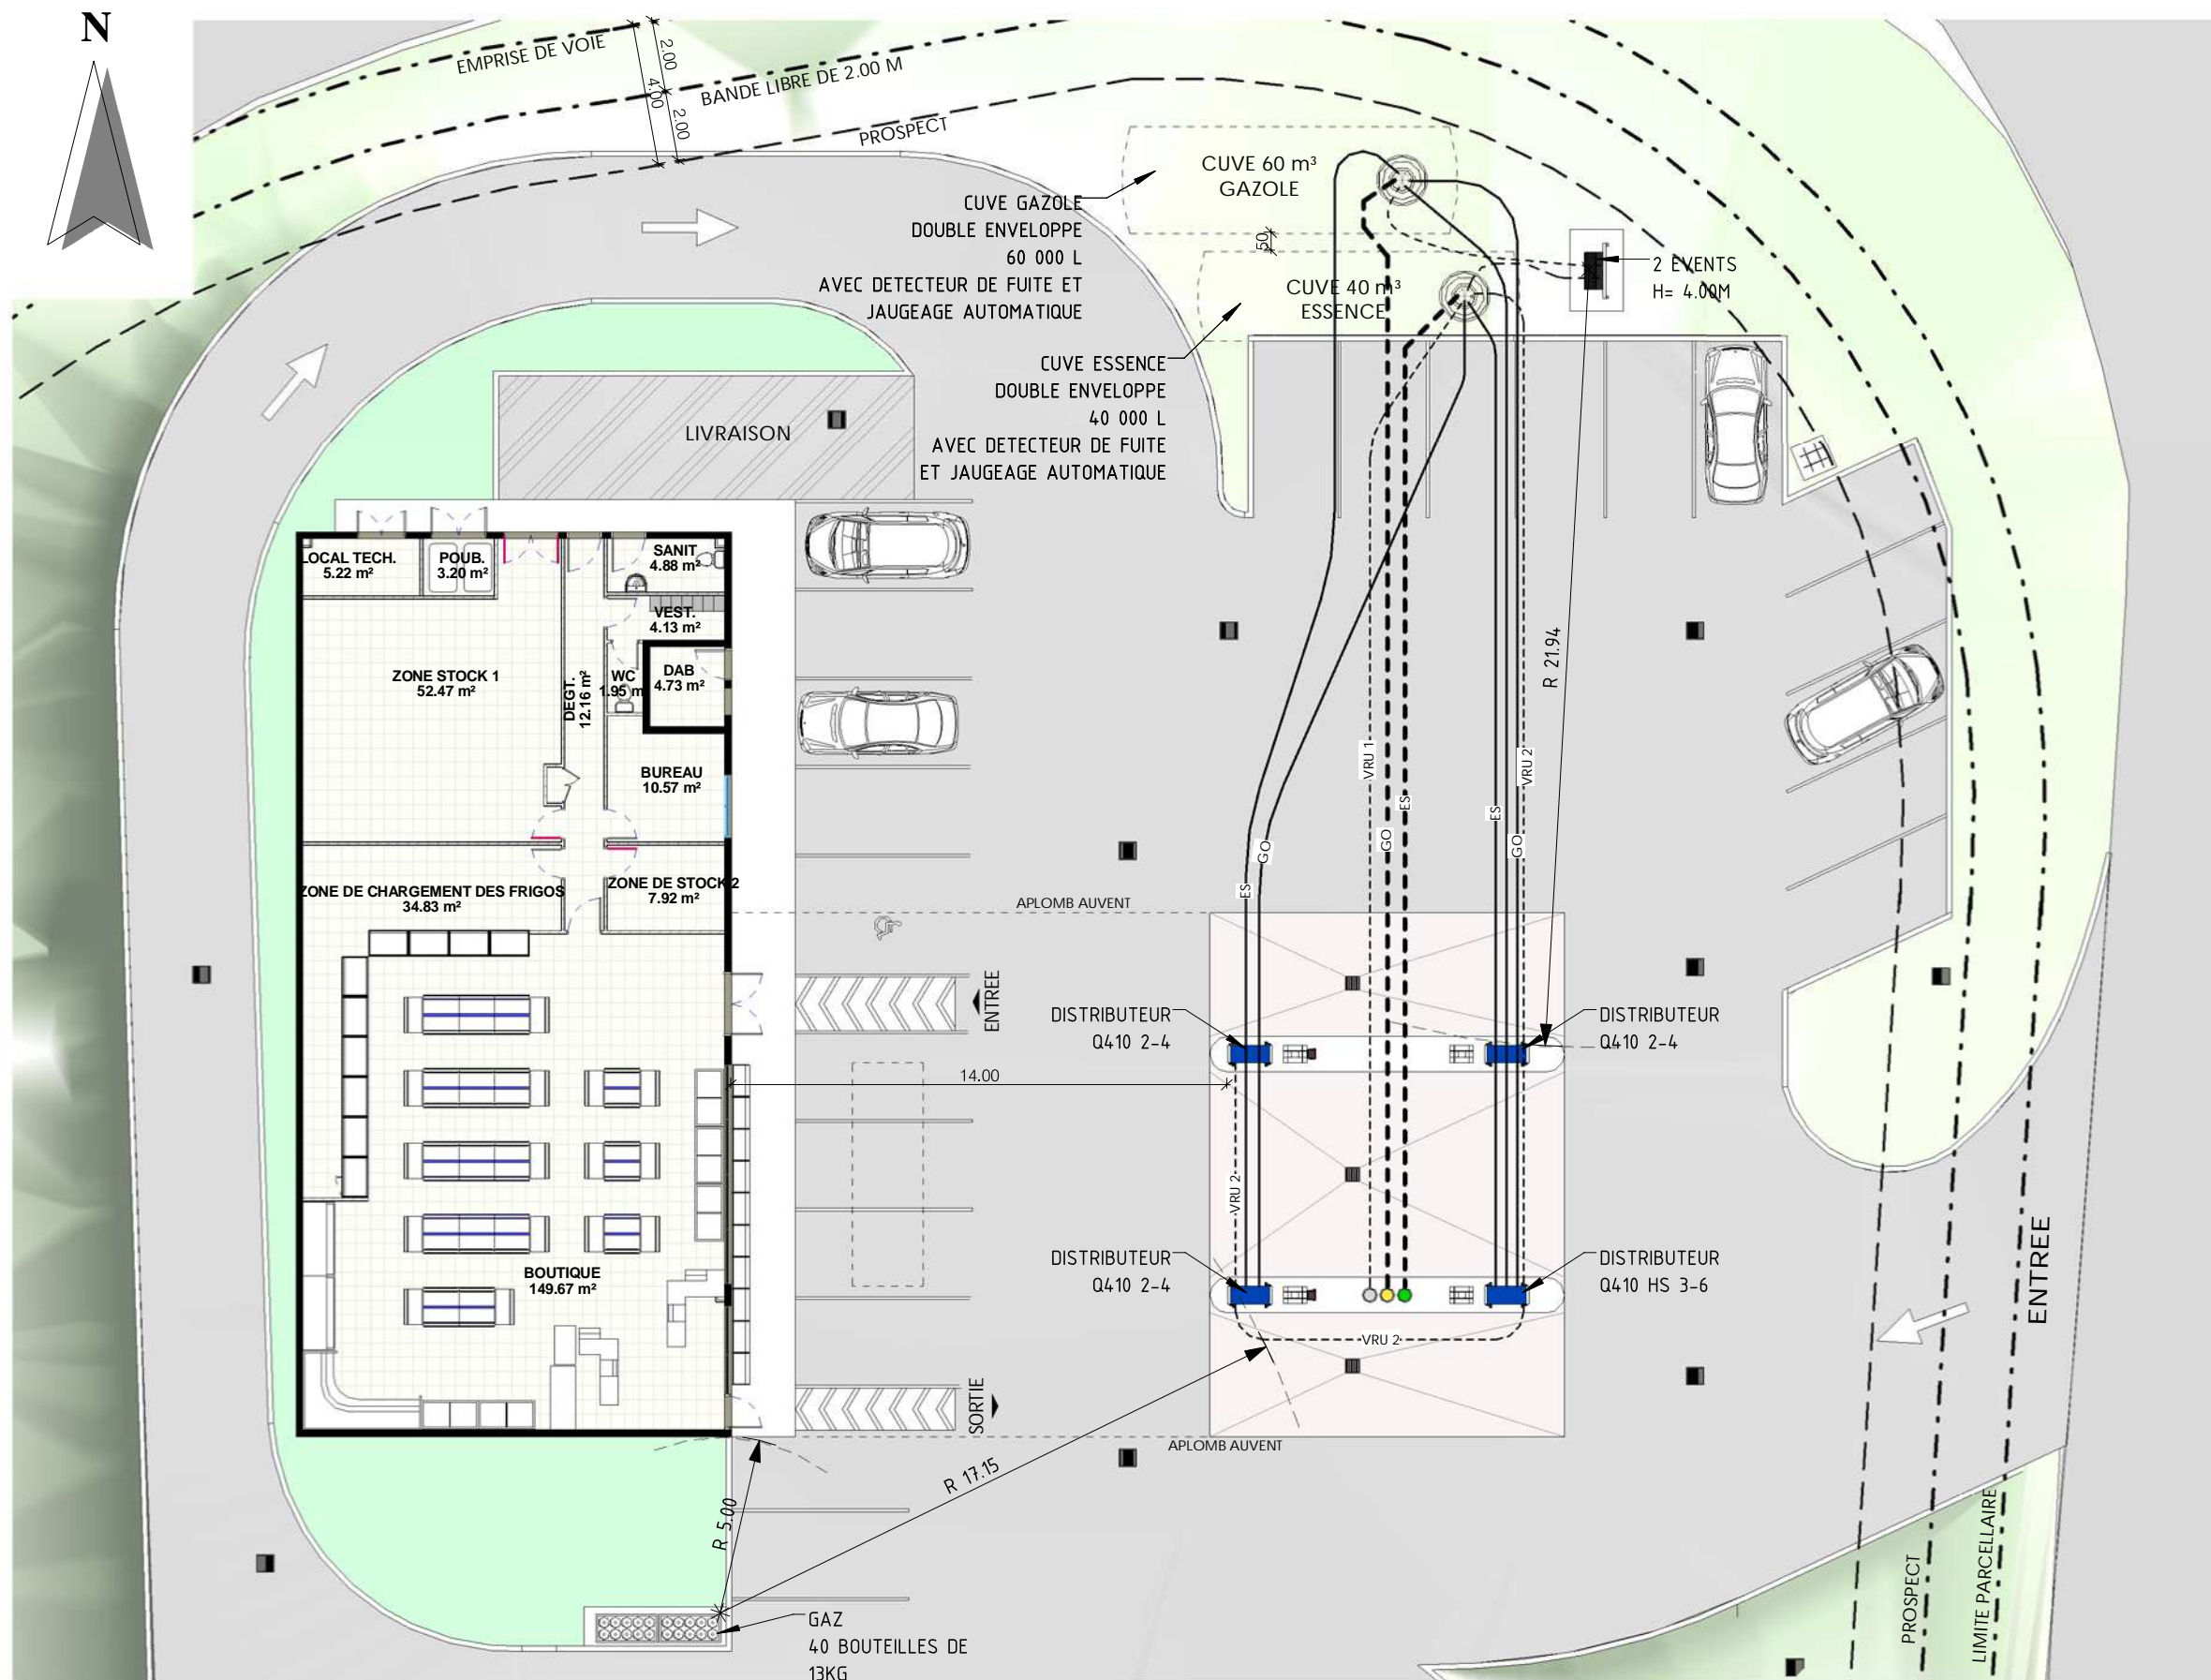 N
EMPRISE DE VOIE
2.00
4.00
2.00
BANDE LIBRE DE 2.00 M
PROSPECT
CUVE 60 m³
GAZOLE
CUVE GAZOLE
DOUBLE ENVELOPPE
60 000 L
AVEC DETECTEUR DE FUITE ET
JAUGEAGE AUTOMATIQUE
50
CUVE 40 m³
ESSENCE
2 EVENTS
H= 4.00M
CUVE ESSENCE
DOUBLE ENVELOPPE
40 000 L
AVEC DETECTEUR DE FUITE
ET JAUGEAGE AUTOMATIQUE
LIVRAISON
LOCAL TECH.
5.22 m²
POUB.
3.20 m²
SANIT
4.88 m²
VEST.
4.13 m²
ZONE STOCK 1
52.47 m²
DEGT.
12.16 m²
WC
1.95 m
DAB
4.73 m²
BUREAU
10.57 m²
R 21.94
VRU 1
GO
ES
ES
GO
VRU 2
ES
GO
ZONE DE CHARGEMENT DES FRIGOS
34.83 m²
ZONE DE STOCK 2
7.92 m²
APLOMB AUVENT
ENTREE
DISTRIBUTEUR
Q410 2-4
DISTRIBUTEUR
Q410 2-4
14.00
VRU 2
DISTRIBUTEUR
Q410 2-4
DISTRIBUTEUR
Q410 HS 3-6
VRU 2
BOUTIQUE
149.67 m²
ENTREE
SORTIE
APLOMB AUVENT
R 17.15
R 5.00
GAZ
40 BOUTEILLES DE
13KG
PROSPECT
LIMITE PARCELLAIRE